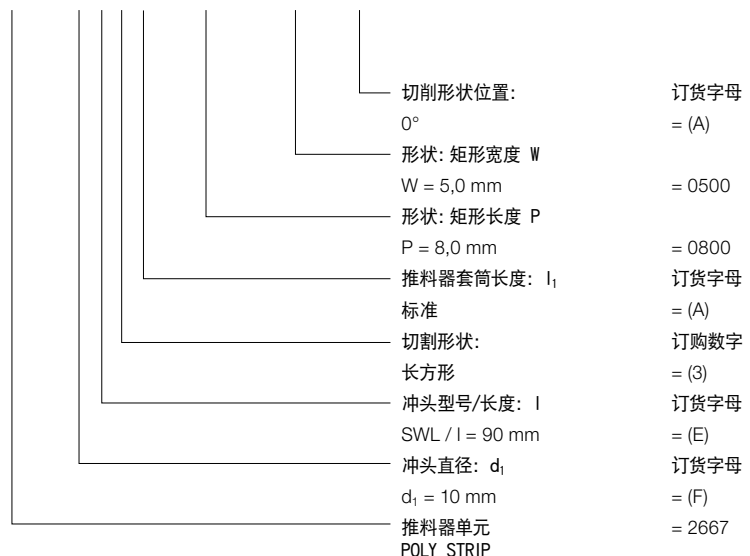 切削形状位置: 订货字母
0° = (A)
形状: 矩形宽度 W
W = 5,0 mm = 0500
形状: 矩形长度 P
P = 8,0 mm = 0800
推料器套筒长度: l₁ 订货字母
标准 = (A)
切割形状: 订购数字
长方形 = (3)
冲头型号/长度: l 订货字母
SWL / l = 90 mm = (E)
冲头直径: d₁ 订货字母
d₁ = 10 mm = (F)
推料器单元 = 2667
POLY STRIP